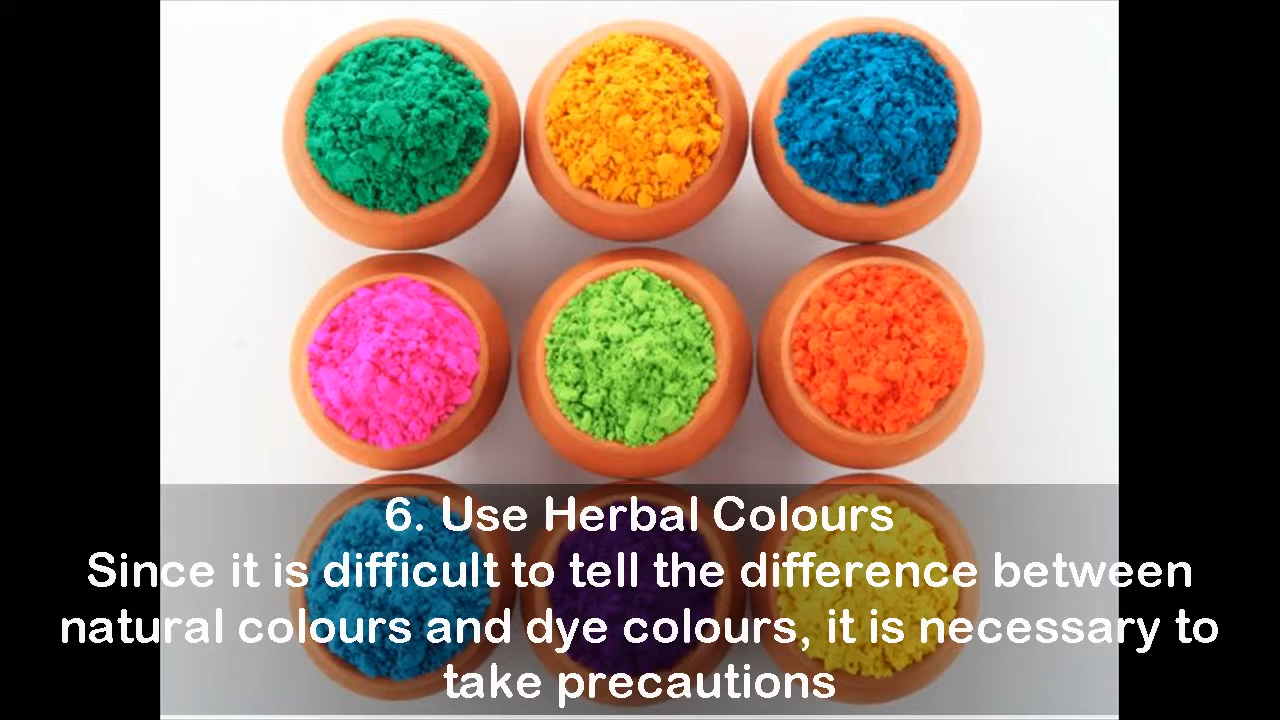 6. Use Herbal Colours
Since it is difficult to tell the difference between
natural colours and dye colours, it is necessary to
take precautions